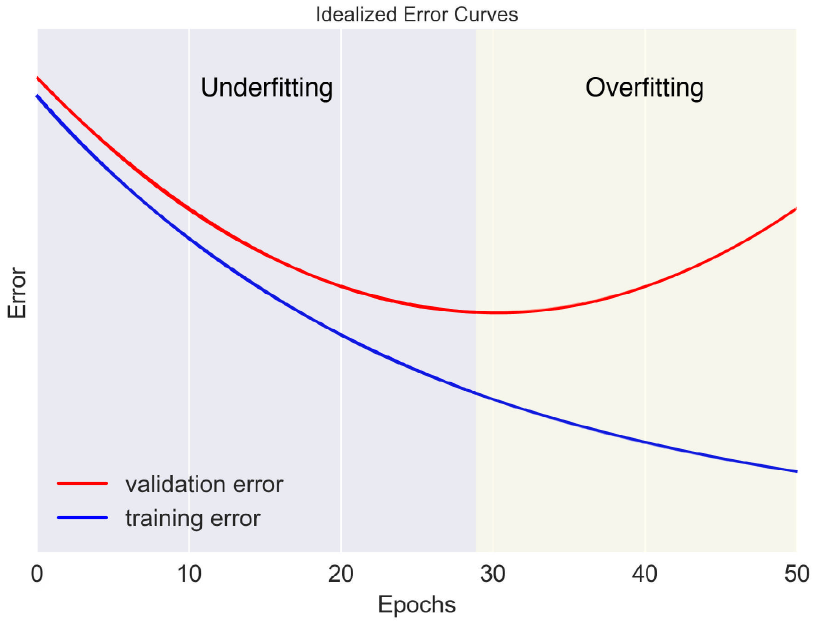 Idealized Error Curves
Underfitting
Overfitting
Error
validation error
training error
0 10 20 30 40 50
Epochs